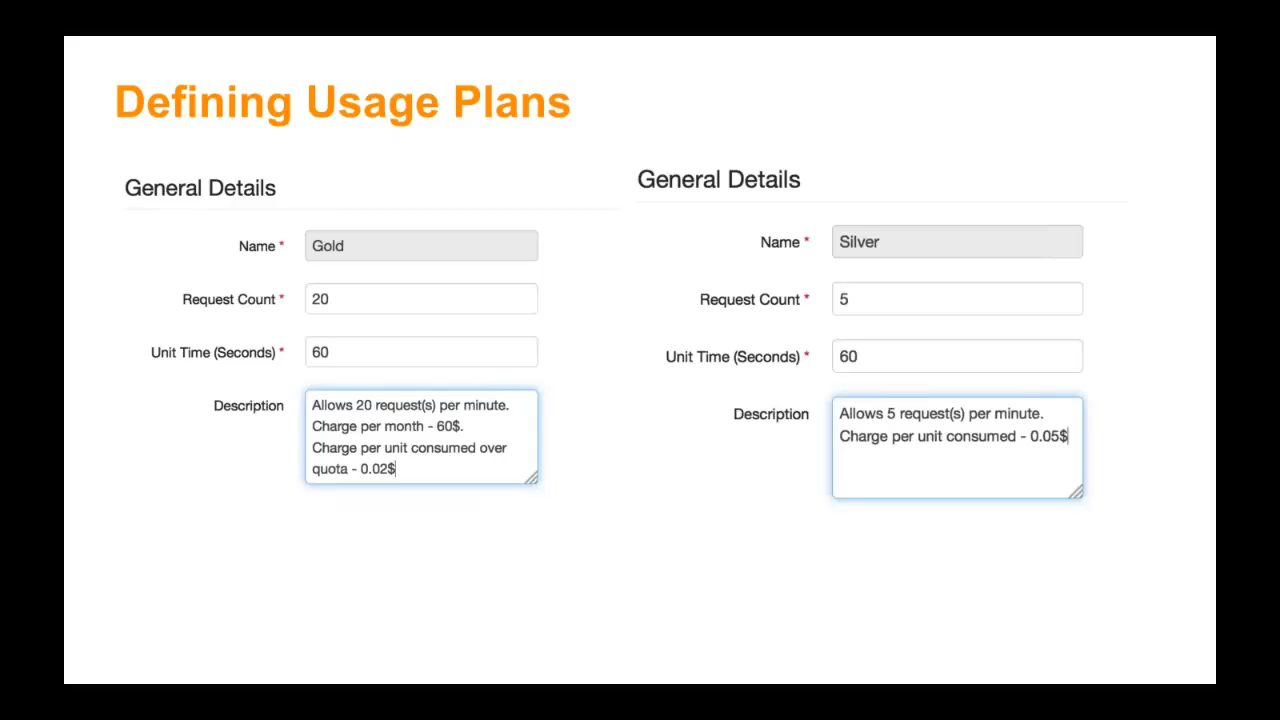 Defining Usage Plans
General Details
Name *
Gold
Request Count *
20
Unit Time (Seconds) *
60
Description
Allows 20 request(s) per minute.
Charge per month - 60$.
Charge per unit consumed over
quota - 0.02$
General Details
Name *
Silver
Request Count *
5
Unit Time (Seconds) *
60
Description
Allows 5 request(s) per minute.
Charge per unit consumed - 0.05$